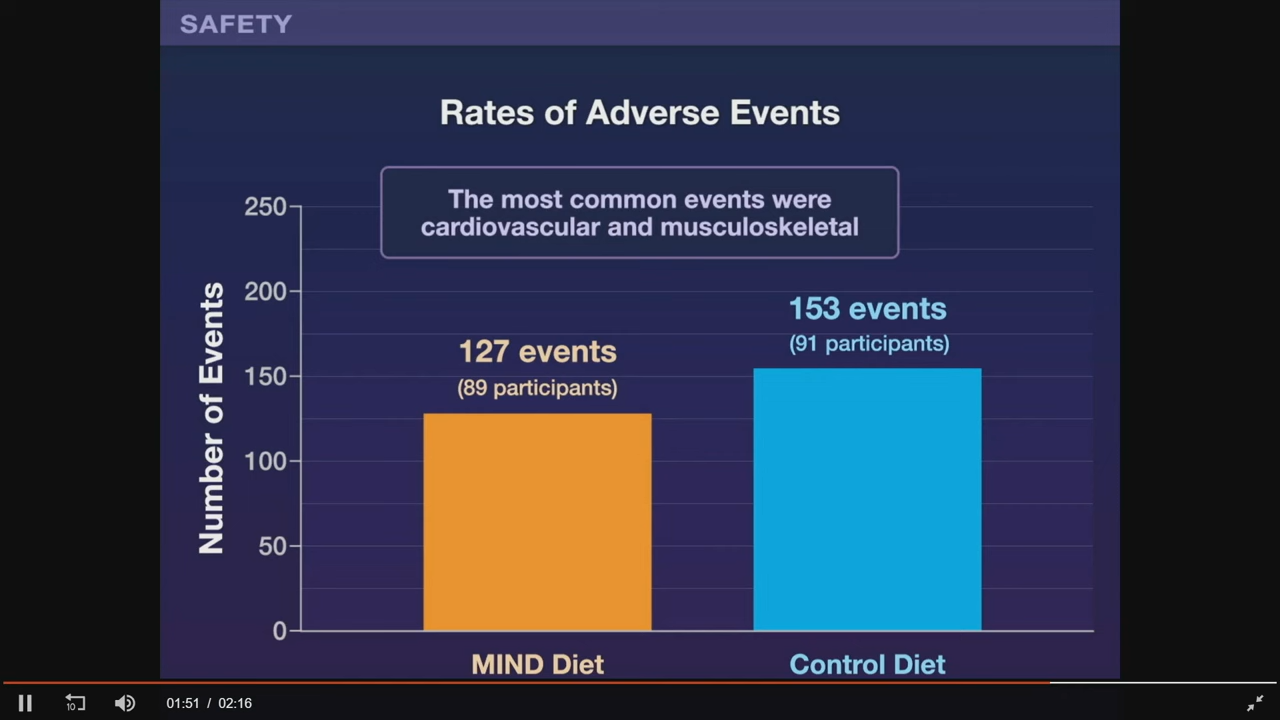 SAFETY
Rates of Adverse Events
The most common events were
cardiovascular and musculoskeletal
Number of Events
250
200
150
100
50
0
127 events
(89 participants)
153 events
(91 participants)
MIND Diet
Control Diet
10
01:51 / 02:16